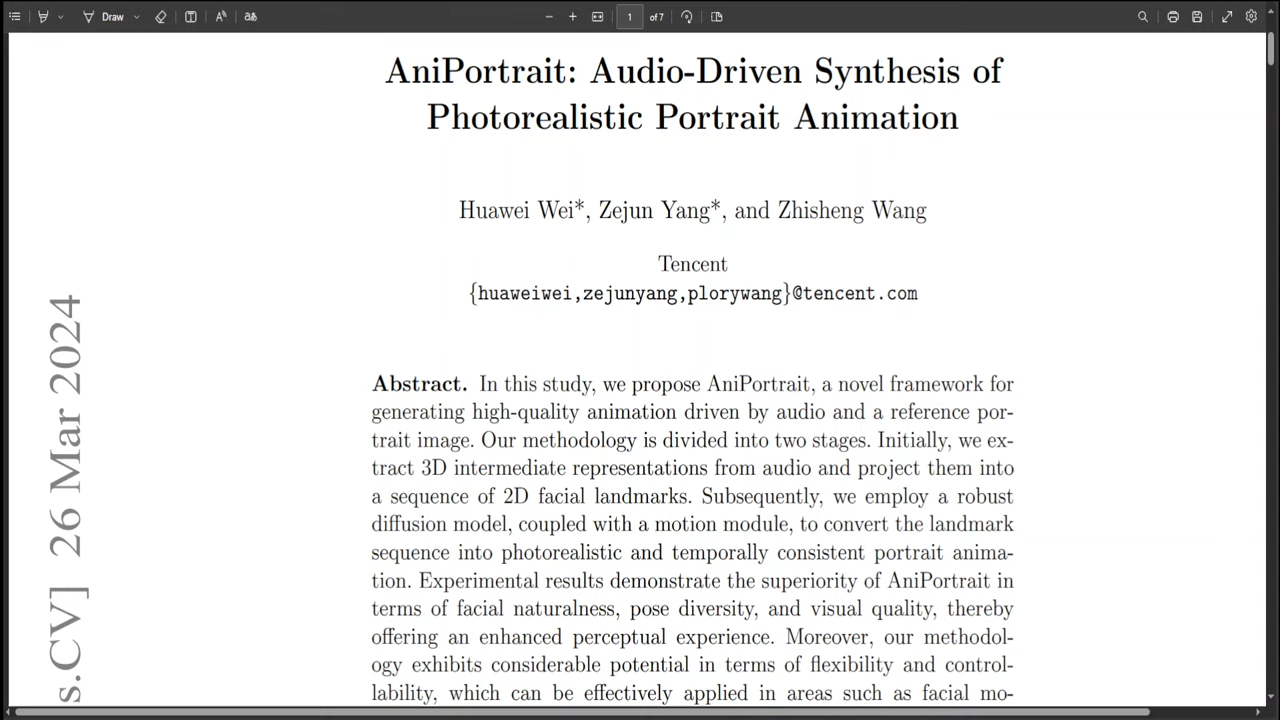 Draw
1 of 7
AniPortrait: Audio-Driven Synthesis of
Photorealistic Portrait Animation
Huawei Wei*, Zejun Yang*, and Zhisheng Wang
Tencent
{huaweiwei,zejunyang,plorywang}@tencent.com
s.CV] 26 Mar 2024
Abstract. In this study, we propose AniPortrait, a novel framework for
generating high-quality animation driven by audio and a reference por-
trait image. Our methodology is divided into two stages. Initially, we ex-
tract 3D intermediate representations from audio and project them into
a sequence of 2D facial landmarks. Subsequently, we employ a robust
diffusion model, coupled with a motion module, to convert the landmark
sequence into photorealistic and temporally consistent portrait anima-
tion. Experimental results demonstrate the superiority of AniPortrait in
terms of facial naturalness, pose diversity, and visual quality, thereby
offering an enhanced perceptual experience. Moreover, our methodol-
ogy exhibits considerable potential in terms of flexibility and control-
lability, which can be effectively applied in areas such as facial mo-